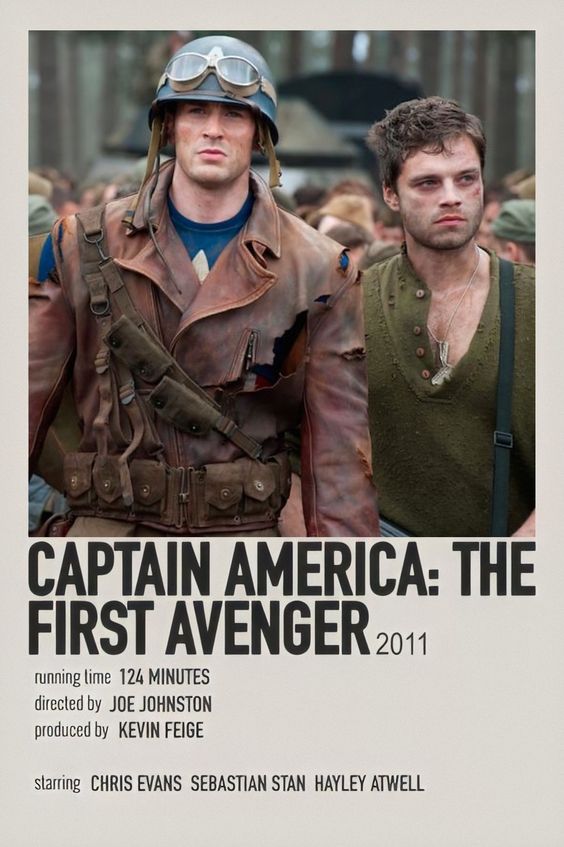 CAPTAIN AMERICA: THE
FIRST AVENGER 2011
running time 124 MINUTES
directed by JOE JOHNSTON
produced by KEVIN FEIGE
starring CHRIS EVANS SEBASTIAN STAN HAYLEY ATWELL